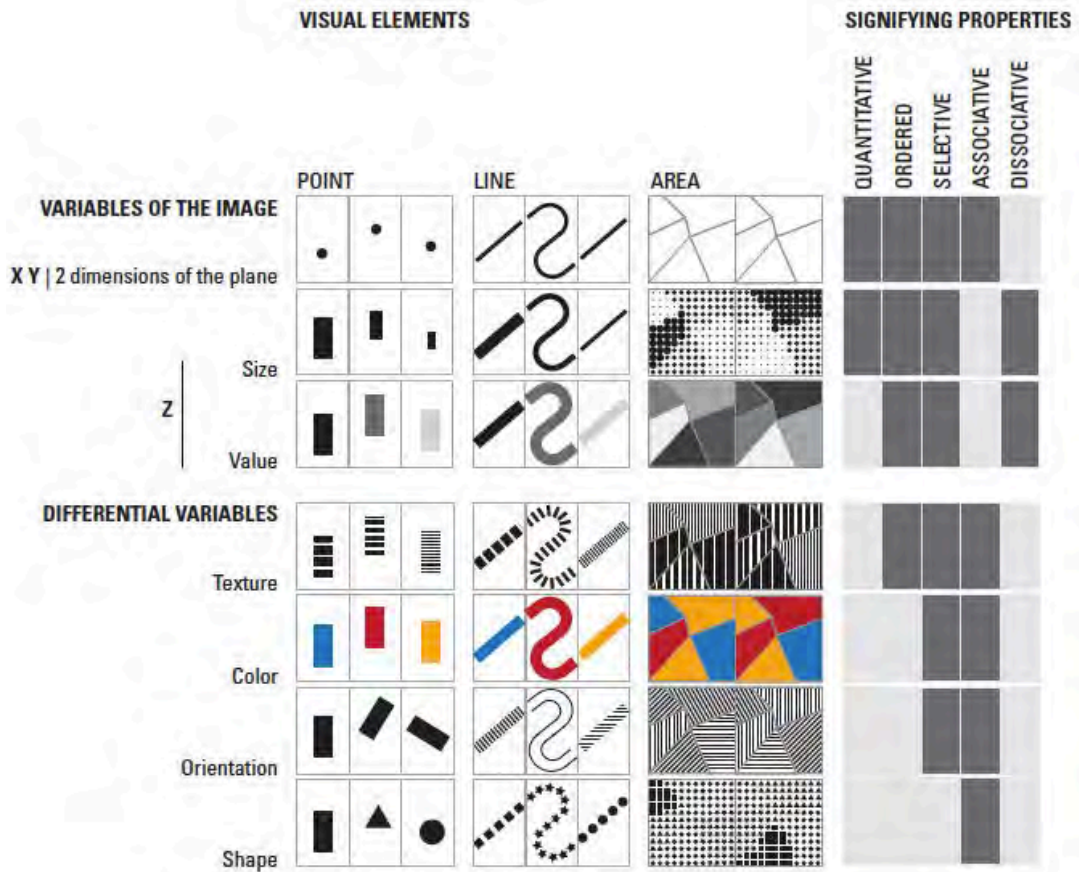 VISUAL ELEMENTS
SIGNIFYING PROPERTIES
QUANTITATIVE
ORDERED
SELECTIVE
ASSOCIATIVE
DISSOCIATIVE
POINT
LINE
AREA
VARIABLES OF THE IMAGE
X Y | 2 dimensions of the plane
Size
Z
Value
DIFFERENTIAL VARIABLES
Texture
Color
Orientation
Shape